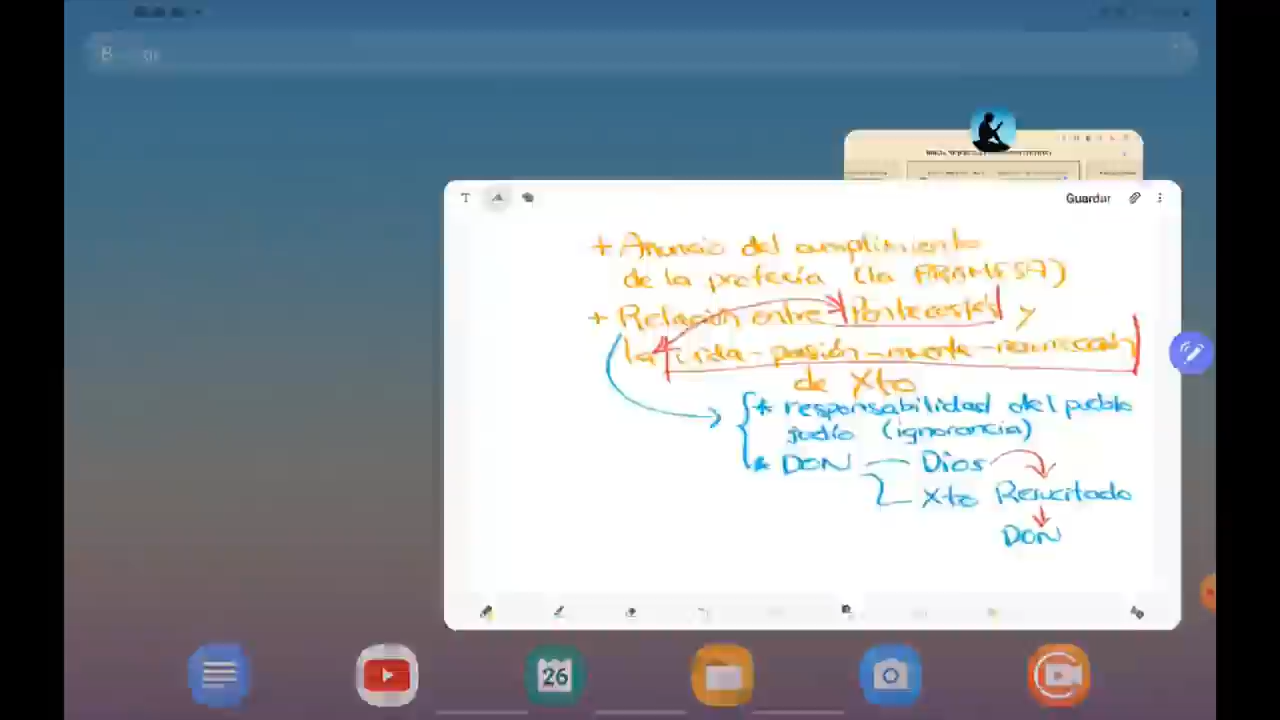 Guardar
+ Anuncio del cumplimiento
de la profecía (la PROMESA)
+ Relación entre Pentecostés y
la vida-pasión-muerte-resurrección
de Xto
* responsabilidad del pueblo
judío (ignorancia)
* DON Dios
Xto Resucitado
DON
26